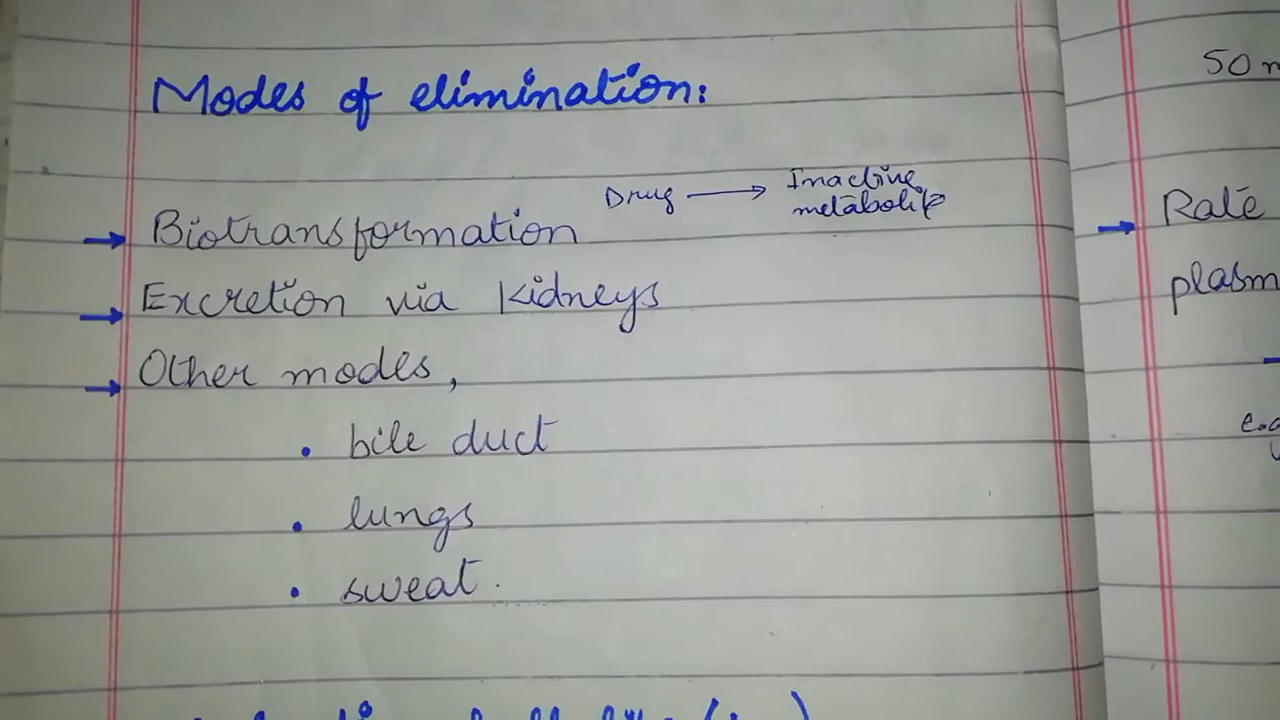 Modes of elimination:
Drug → Inactive
metabolite
→ Biotransformation
→ Excretion via Kidneys
→ Other modes,
• bile duct
• lungs
• sweat.
50
→ Rate
plasm